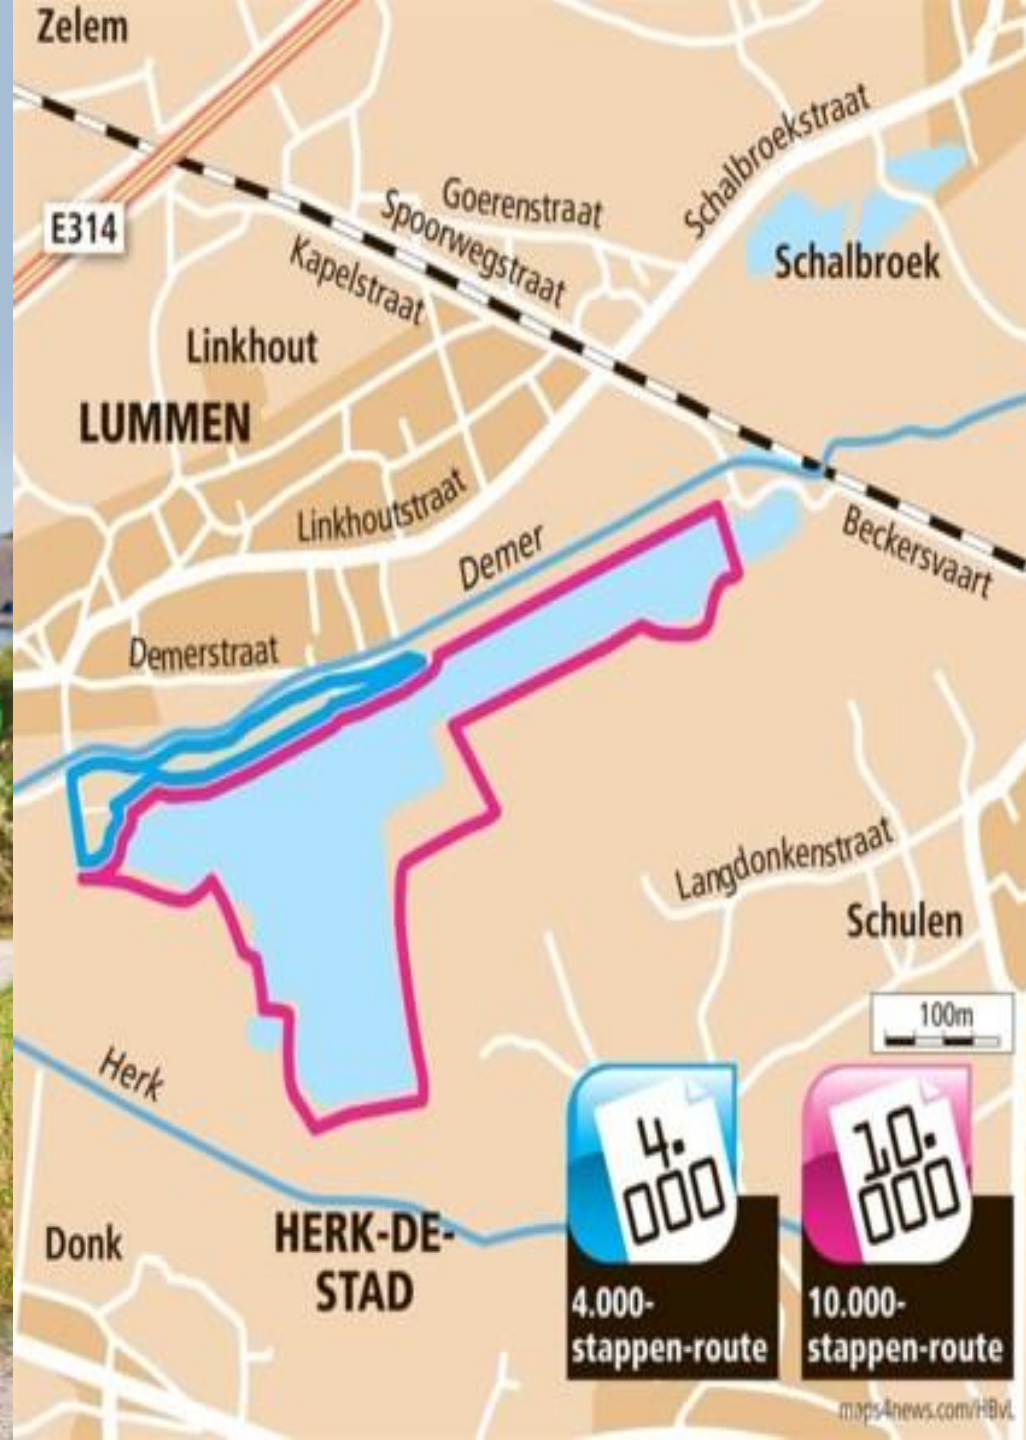 Zelem
Schalbroekstraat
Goerenstraat
Spoorwegstraat
E314
Kapelstraat
Schalbroek
Linkhout
LUMMEN
Linkhoutstraat
Demer
Beckersvaart
Demerstraat
Langdonkenstraat
Schulen
100m
Herk
4.
000
10.
000
Donk
HERK-DE-
STAD
4.000-
stappen-route
10.000-
stappen-route
maps4news.com/HBvL